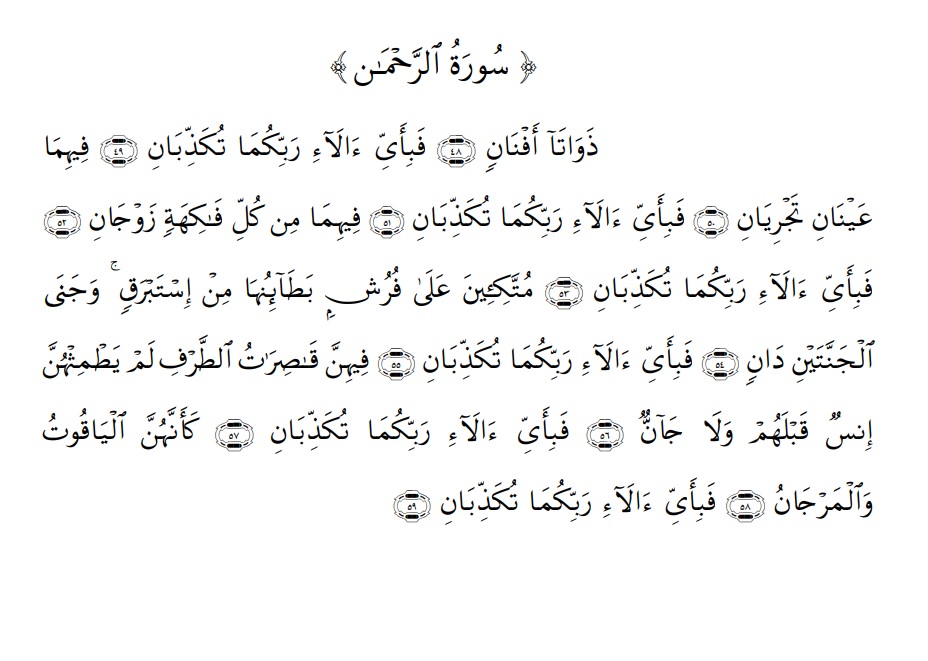 ﴿ سُورَةُ ٱلرَّحْمَـٰن ﴾
ذَوَاتَآ أَفْنَانٍۢ ٤٨ فَبِأَىِّ ءَالَآءِ رَبِّكُمَا تُكَذِّبَانِ ٤٩ فِيهِمَا
عَيْنَانِ تَجْرِيَانِ ٥٠ فَبِأَىِّ ءَالَآءِ رَبِّكُمَا تُكَذِّبَانِ ٥١ فِيهِمَا مِن كُلِّ فَـٰكِهَةٍۢ زَوْجَانِ ٥٢
فَبِأَىِّ ءَالَآءِ رَبِّكُمَا تُكَذِّبَانِ ٥٣ مُتَّكِـِٔينَ عَلَىٰ فُرُشٍۭ بَطَآئِنُهَا مِنْ إِسْتَبْرَقٍۢ ۚ وَجَنَى
ٱلْجَنَّتَيْنِ دَانٍۢ ٥٤ فَبِأَىِّ ءَالَآءِ رَبِّكُمَا تُكَذِّبَانِ ٥٥ فِيهِنَّ قَـٰصِرَٰتُ ٱلطَّرْفِ لَمْ يَطْمِثْهُنَّ
إِنسٌۭ قَبْلَهُمْ وَلَا جَآنٌّۭ ٥٦ فَبِأَىِّ ءَالَآءِ رَبِّكُمَا تُكَذِّبَانِ ٥٧ كَأَنَّهُنَّ ٱلْيَاقُوتُ
وَٱلْمَرْجَانُ ٥٨ فَبِأَىِّ ءَالَآءِ رَبِّكُمَا تُكَذِّبَانِ ٥٩